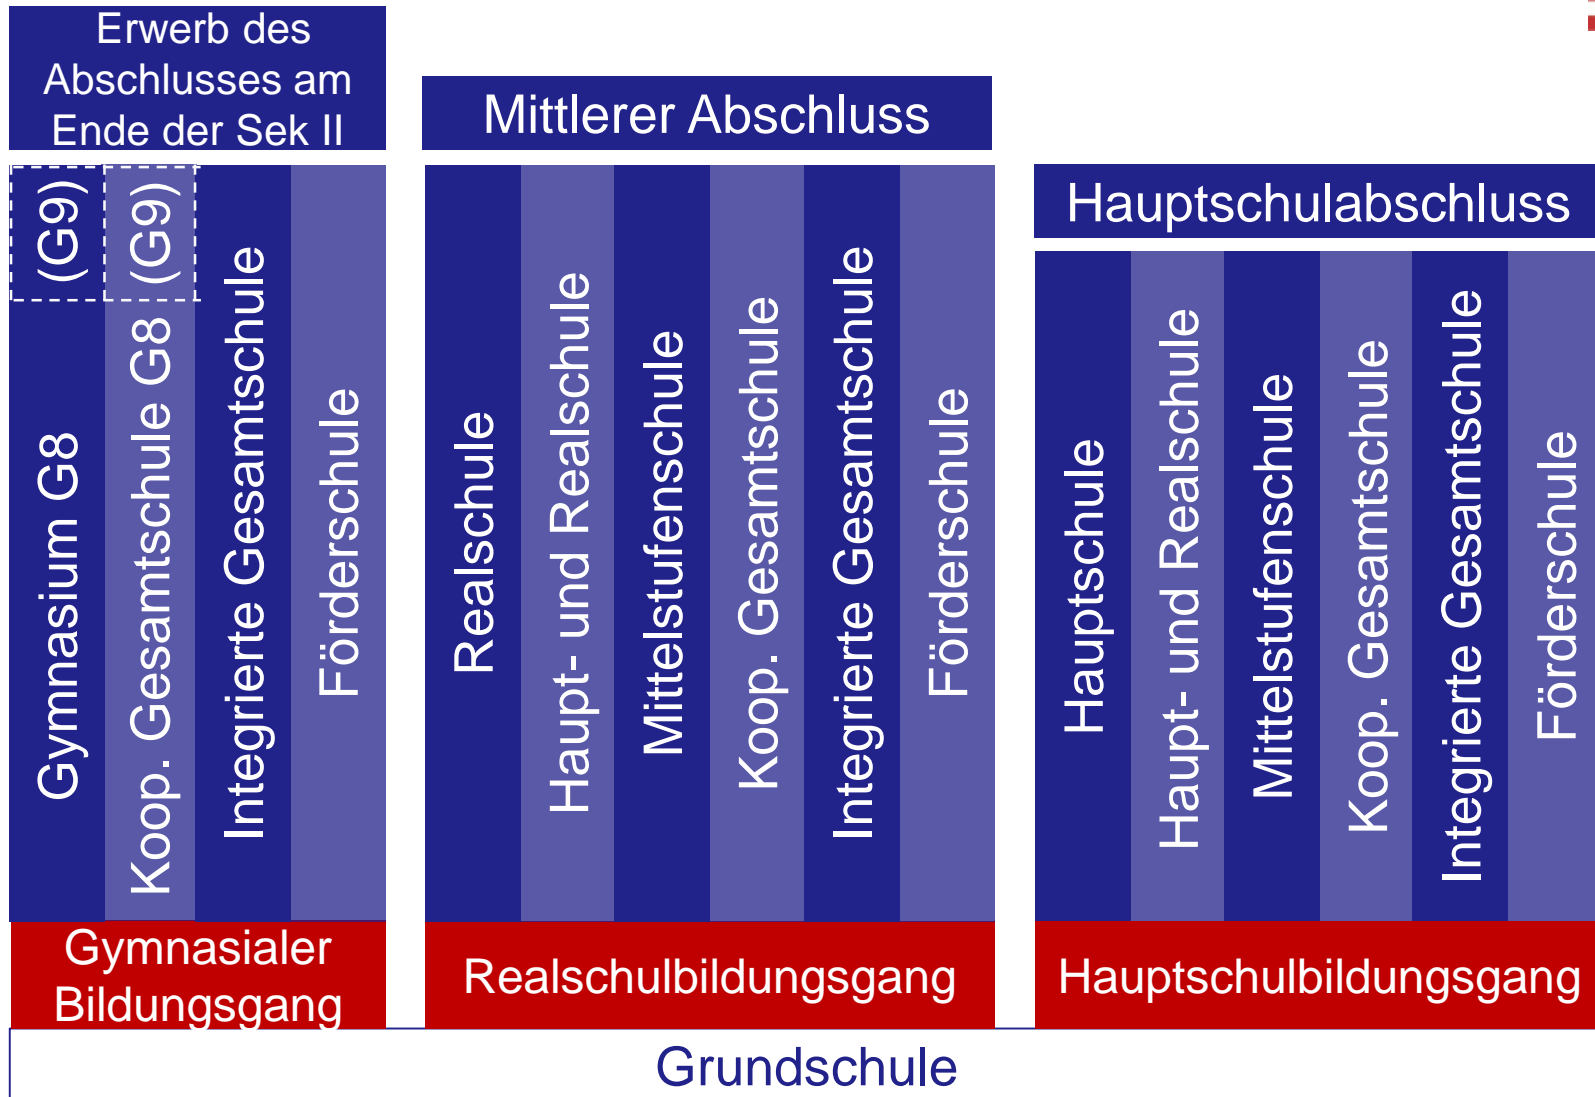 Erwerb des
Abschlusses am
Ende der Sek II
Mittlerer Abschluss
Hauptschulabschluss
Gymnasium G8 (G9)
Koop. Gesamtschule G8 (G9)
Integrierte Gesamtschule
Förderschule
Realschule
Haupt- und Realschule
Mittelstufenschule
Koop. Gesamtschule
Integrierte Gesamtschule
Förderschule
Hauptschule
Haupt- und Realschule
Mittelstufenschule
Koop. Gesamtschule
Integrierte Gesamtschule
Förderschule
Gymnasialer
Bildungsgang
Realschulbildungsgang
Hauptschulbildungsgang
Grundschule